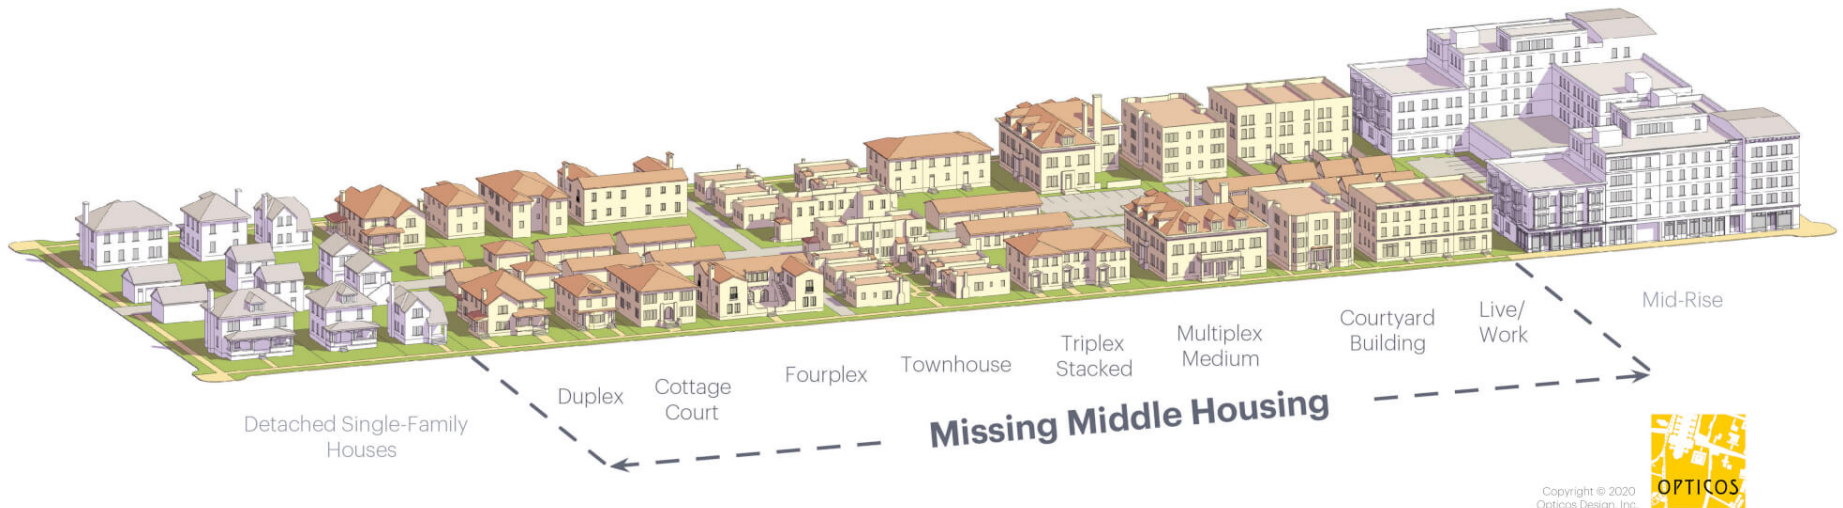 Detached Single-Family
Houses
Duplex
Cottage
Court
Fourplex
Townhouse
Triplex
Stacked
Multiplex
Medium
Courtyard
Building
Live/
Work
Mid-Rise
Missing Middle Housing
Copyright © 2020
Opticos Design, Inc.
OPTICOS